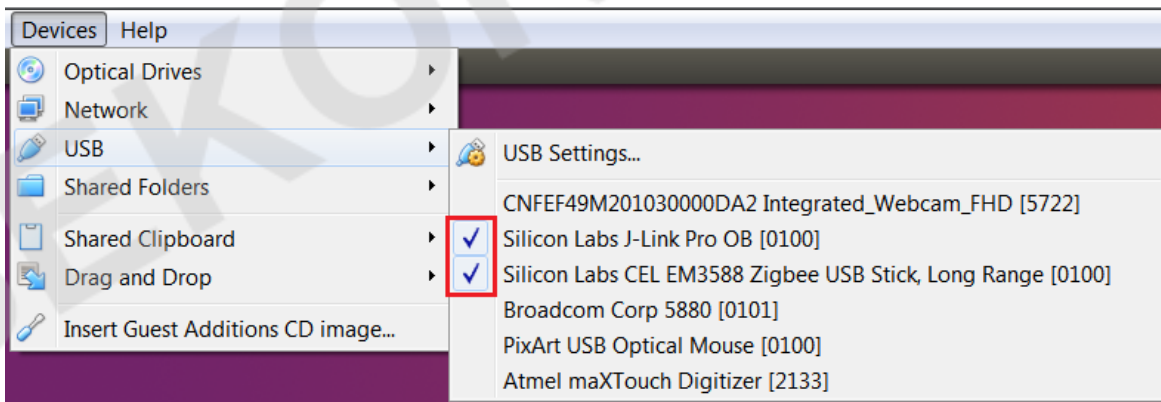 Devices Help
Optical Drives
Network
USB
Shared Folders
Shared Clipboard
Drag and Drop
Insert Guest Additions CD image...
USB Settings...
CNFEF49M201030000DA2 Integrated_Webcam_FHD [5722]
Silicon Labs J-Link Pro OB [0100]
Silicon Labs CEL EM3588 Zigbee USB Stick, Long Range [0100]
Broadcom Corp 5880 [0101]
PixArt USB Optical Mouse [0100]
Atmel maXTouch Digitizer [2133]